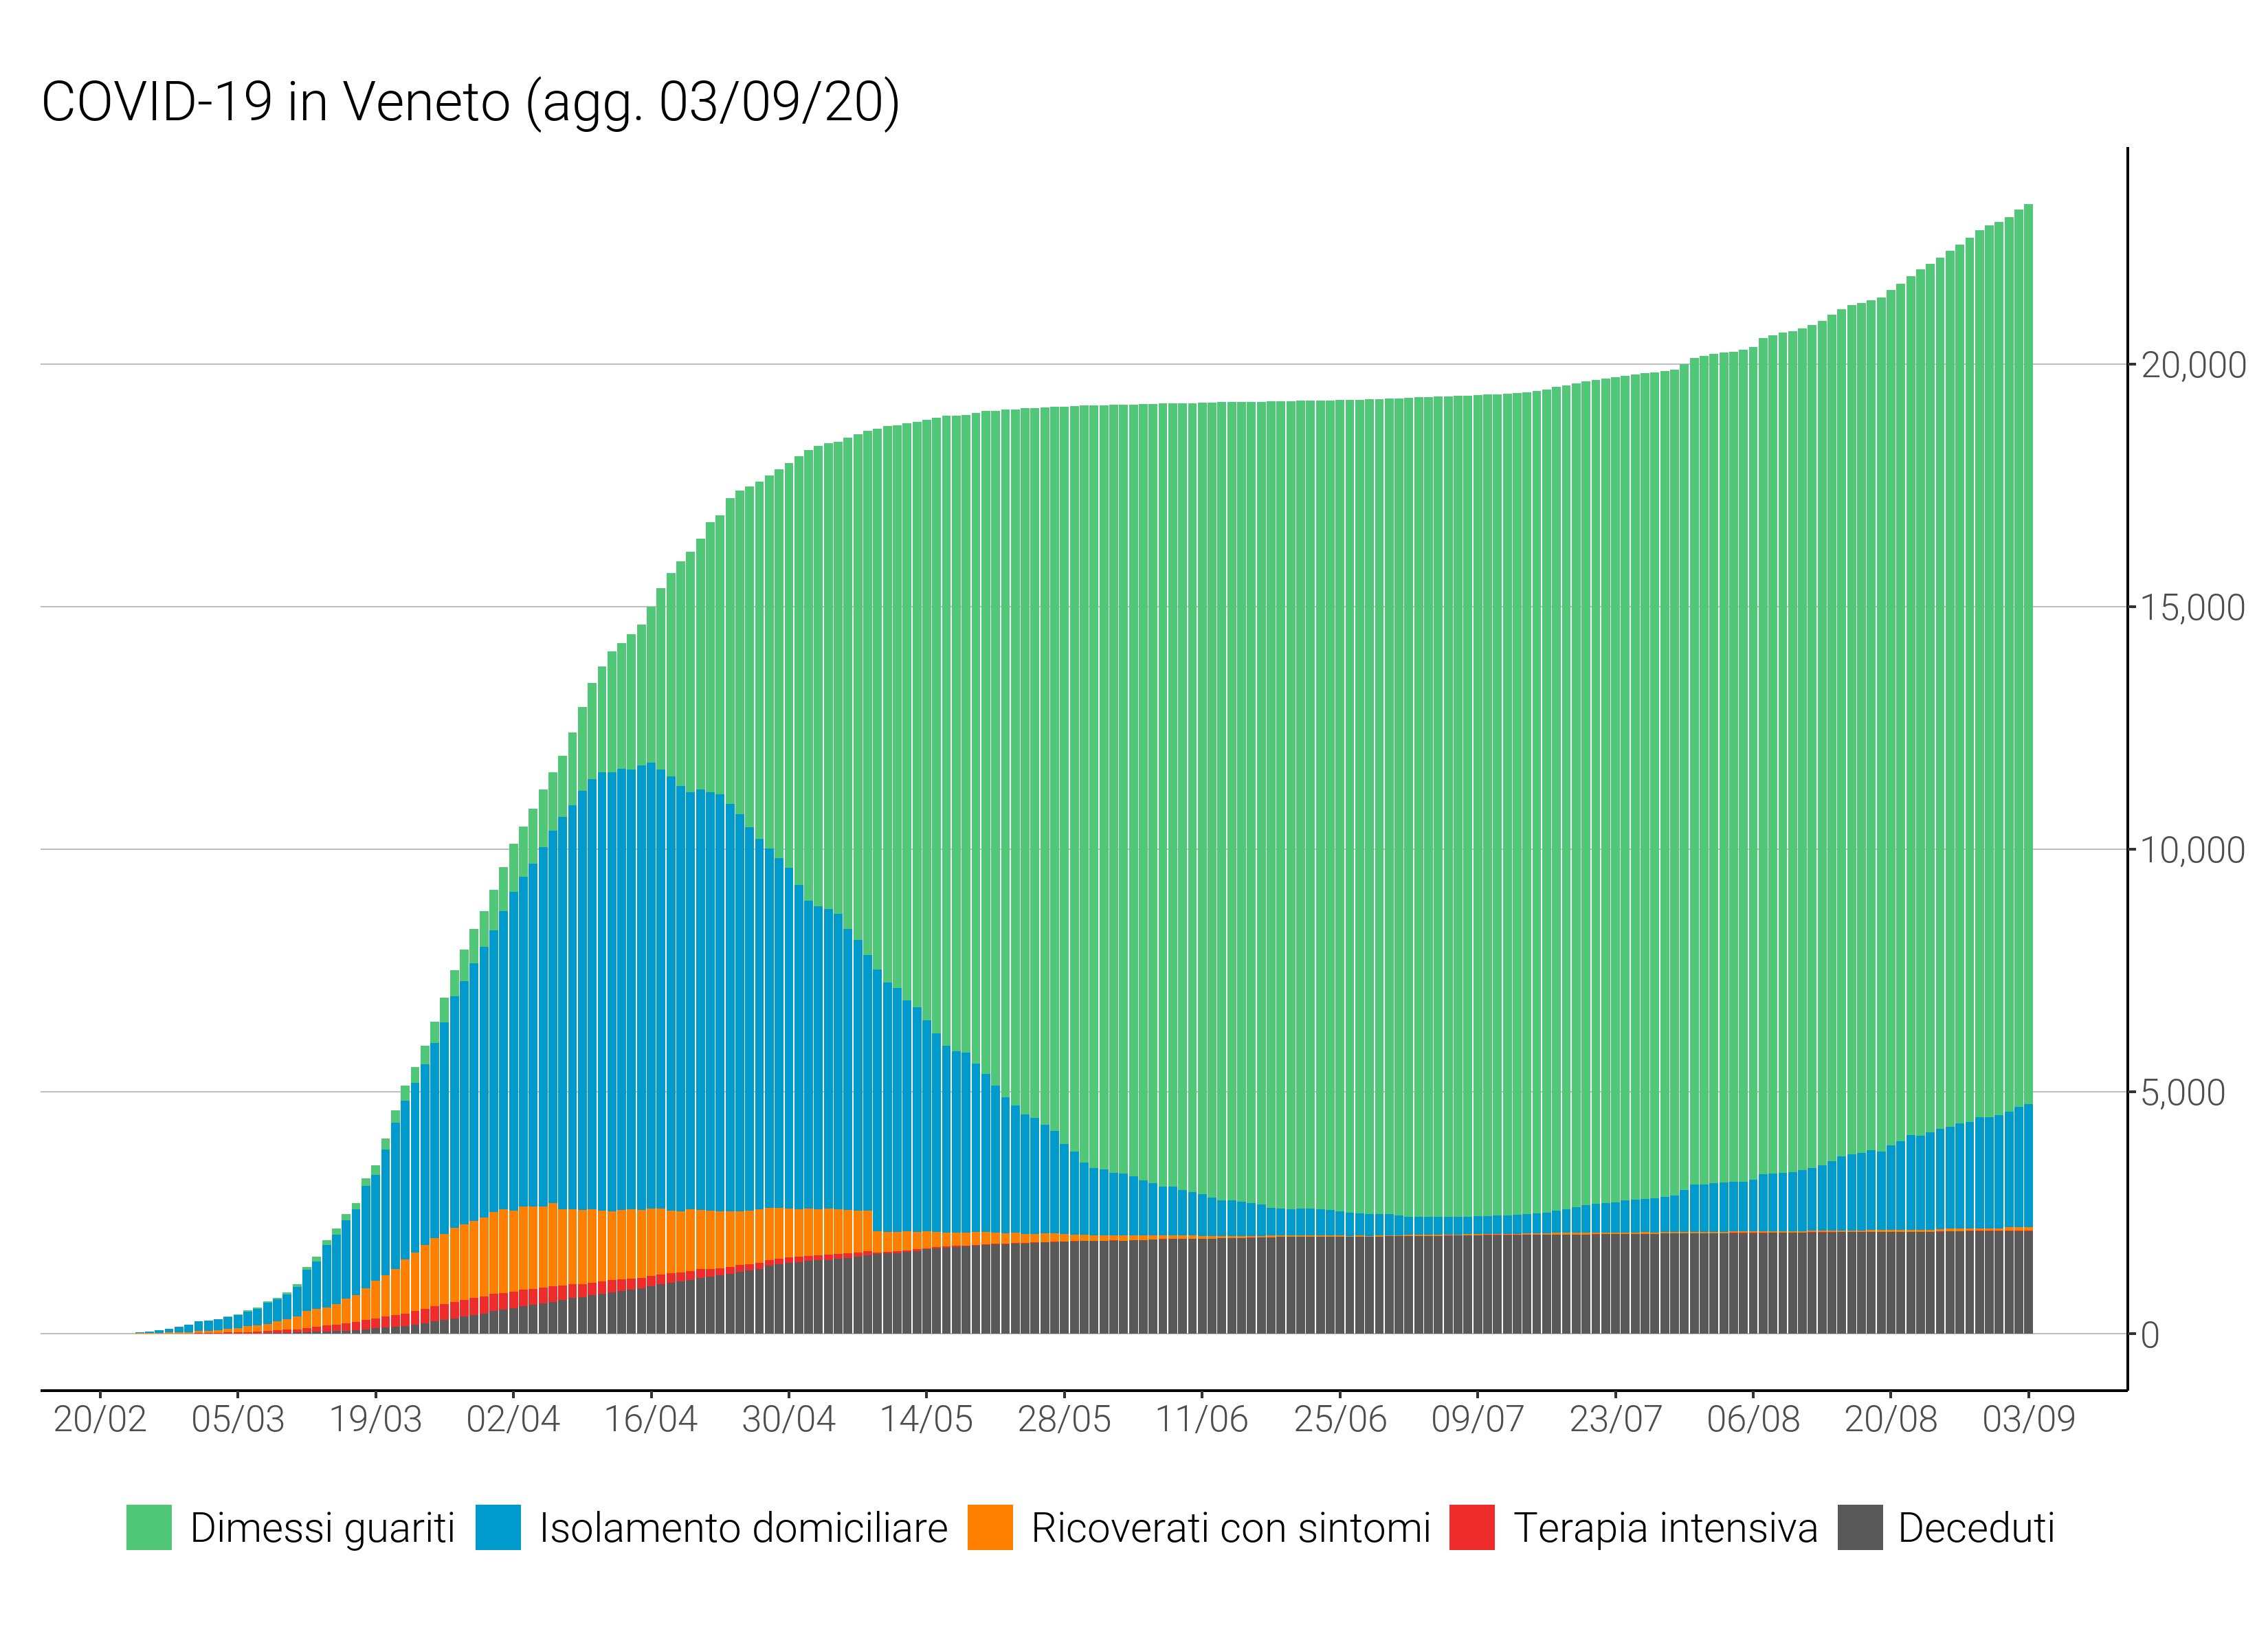 COVID-19 in Veneto (agg. 03/09/20)
20,000
15,000
10,000
5,000
0
20/02 05/03 19/03 02/04 16/04 30/04 14/05 28/05 11/06 25/06 09/07 23/07 06/08 20/08 03/09
Dimessi guariti Isolamento domiciliare Ricoverati con sintomi Terapia intensiva Deceduti